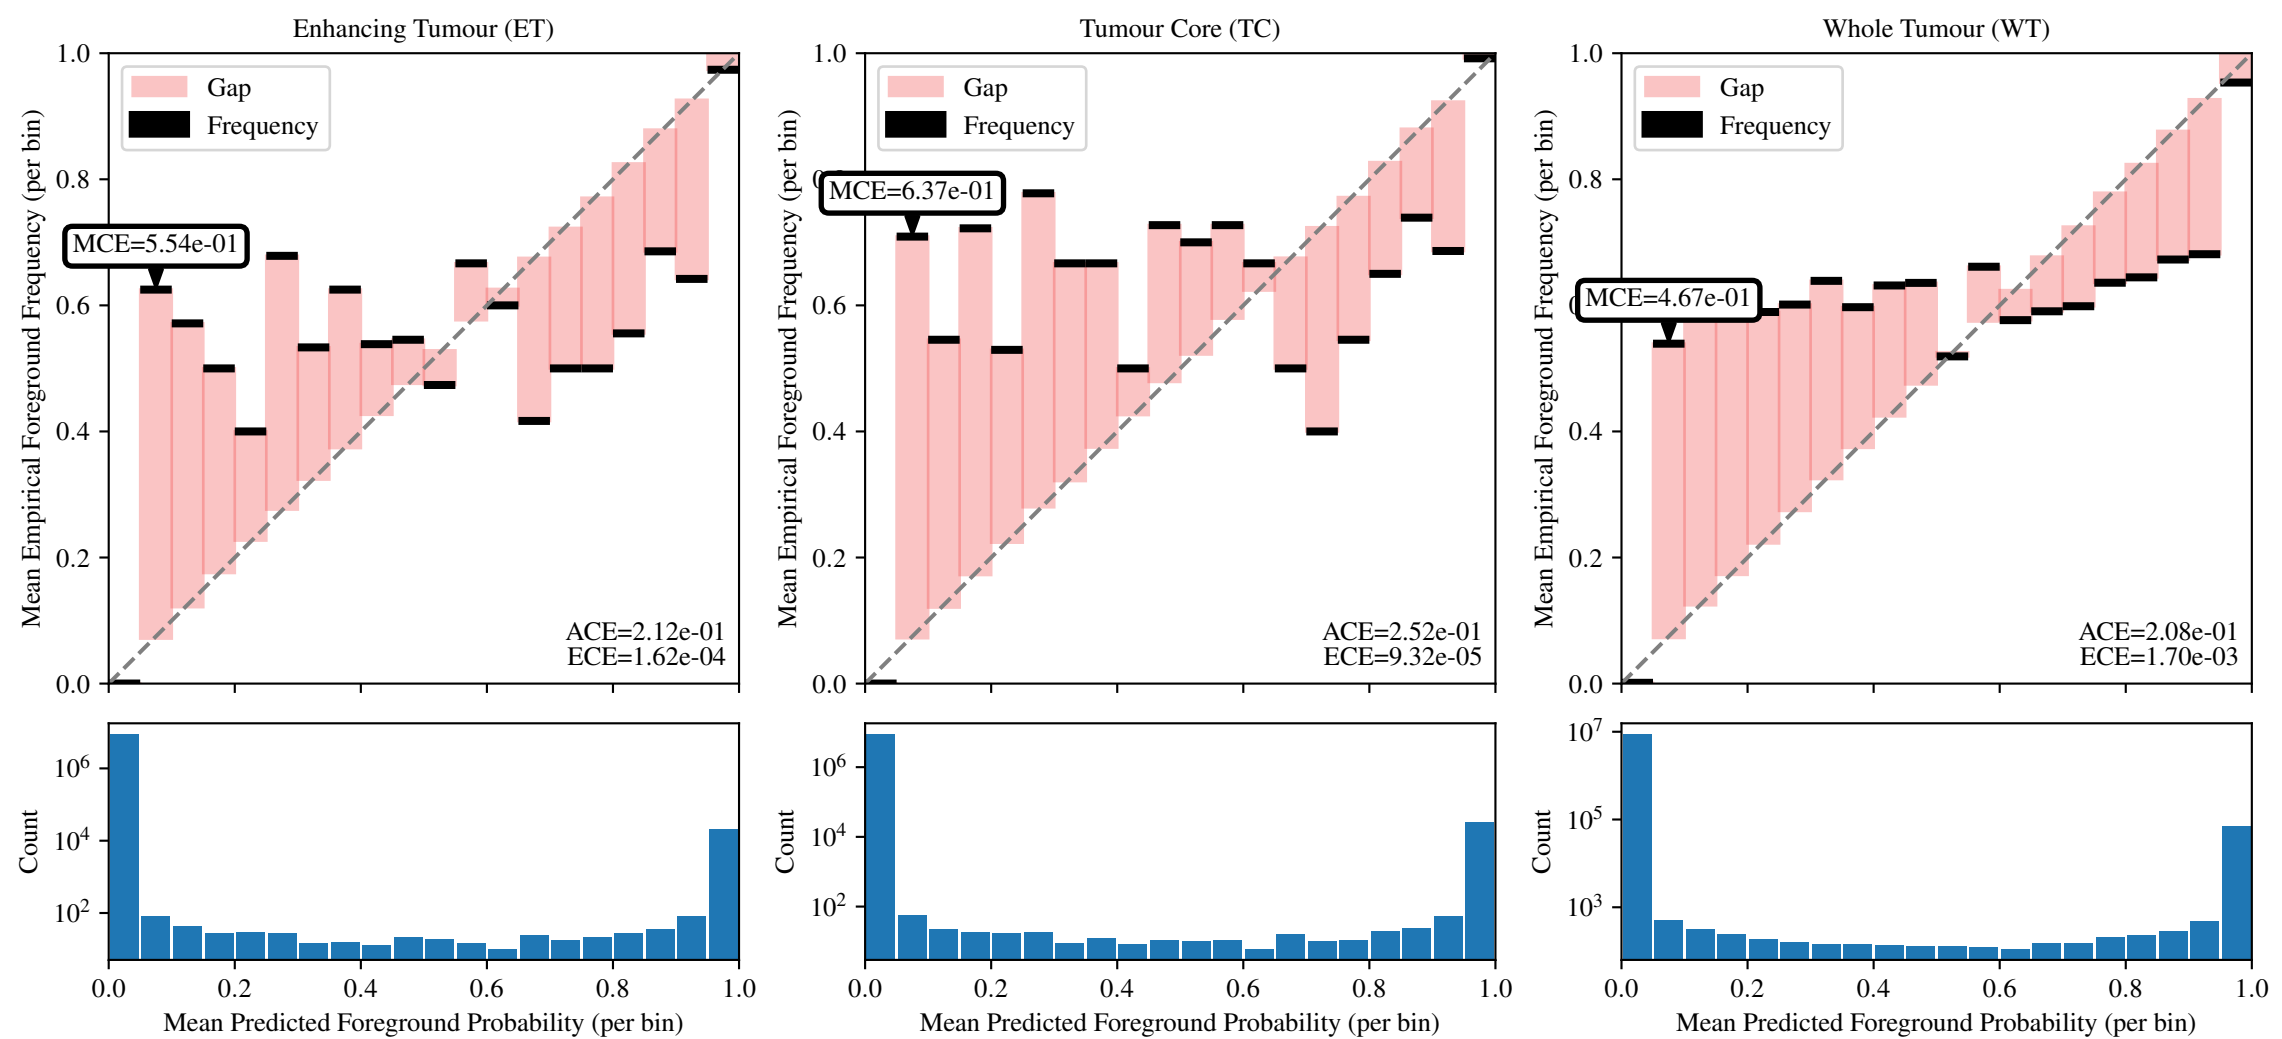 Enhancing Tumour (ET)
Mean Empirical Foreground Frequency (per bin)
1.0
0.8
0.6
0.4
0.2
0.0
Gap
Frequency
MCE=5.54e-01
ACE=2.12e-01
ECE=1.62e-04
Count
10^6
10^4
10^2
0.0 0.2 0.4 0.6 0.8 1.0
Mean Predicted Foreground Probability (per bin)
Tumour Core (TC)
Mean Empirical Foreground Frequency (per bin)
1.0
0.6
0.4
0.2
0.0
Gap
Frequency
MCE=6.37e-01
ACE=2.52e-01
ECE=9.32e-05
Count
10^6
10^4
10^2
0.0 0.2 0.4 0.6 0.8 1.0
Mean Predicted Foreground Probability (per bin)
Whole Tumour (WT)
Mean Empirical Foreground Frequency (per bin)
1.0
0.8
0.4
0.2
0.0
Gap
Frequency
MCE=4.67e-01
ACE=2.08e-01
ECE=1.70e-03
Count
10^7
10^5
10^3
0.0 0.2 0.4 0.6 0.8 1.0
Mean Predicted Foreground Probability (per bin)